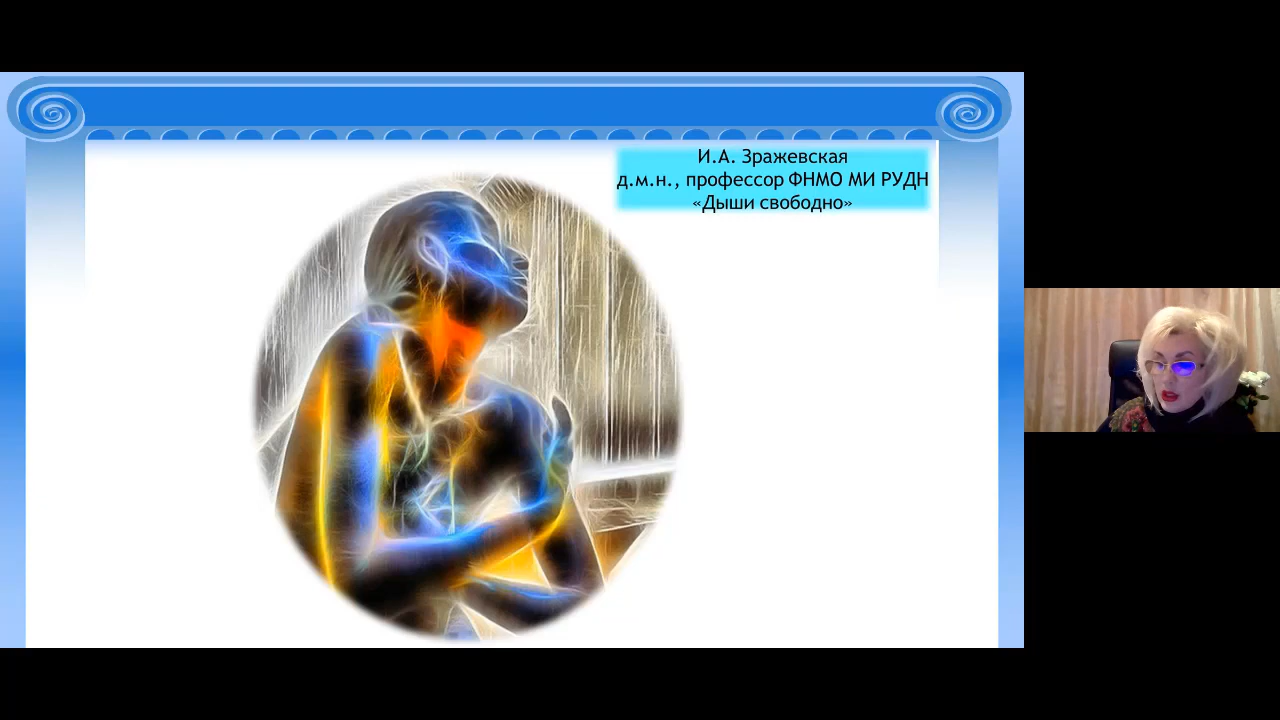 И.А. Зражевская
д.м.н., профессор ФНМО МИ РУДН
«Дыши свободно»